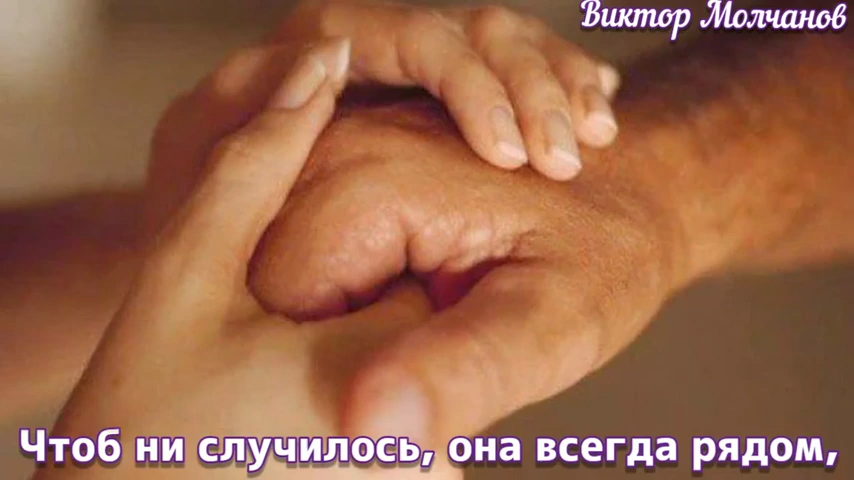 Виктор Молчанов
Чтоб ни случилось, она всегда рядом,